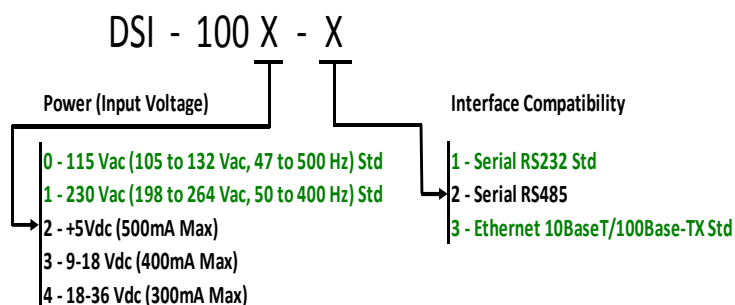 DSI - 100 X - X
Power (Input Voltage)
0 - 115 Vac (105 to 132 Vac, 47 to 500 Hz) Std
1 - 230 Vac (198 to 264 Vac, 50 to 400 Hz) Std
2 - +5Vdc (500mA Max)
3 - 9-18 Vdc (400mA Max)
4 - 18-36 Vdc (300mA Max)
Interface Compatibility
1 - Serial RS232 Std
2 - Serial RS485
3 - Ethernet 10BaseT/100Base-TX Std